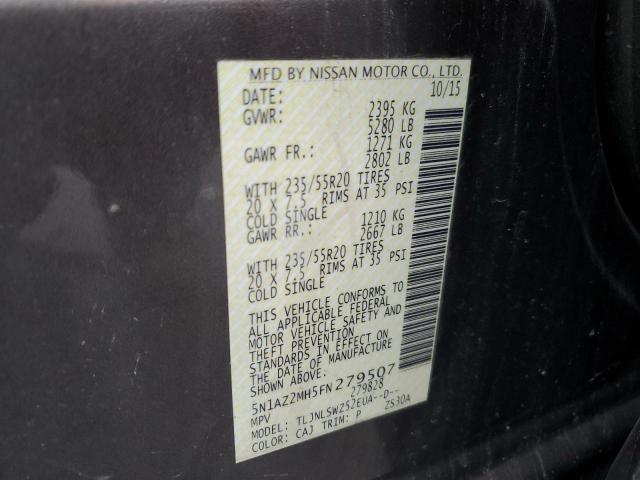 MFD BY NISSAN MOTOR CO., LTD.
DATE: 10/15
GVWR: 2395 KG
5280 LB
GAWR FR.: 1271 KG
2802 LB
WITH 235/55R20 TIRES
20 X 7.5 RIMS AT 35 PSI
COLD SINGLE
GAWR RR.: 1210 KG
2667 LB
WITH 235/55R20 TIRES
20 X 7.5 RIMS AT 35 PSI
COLD SINGLE
THIS VEHICLE CONFORMS TO
ALL APPLICABLE FEDERAL
MOTOR VEHICLE SAFETY AND
THEFT PREVENTION
STANDARDS IN EFFECT ON
THE DATE OF MANUFACTURE
SHOWN ABOVE.
5N1AZ2MH5FN279507
MPV 279828
MODEL: TLJNLSWZ52EUA--D--
COLOR: CAJ TRIM: P ZS30A